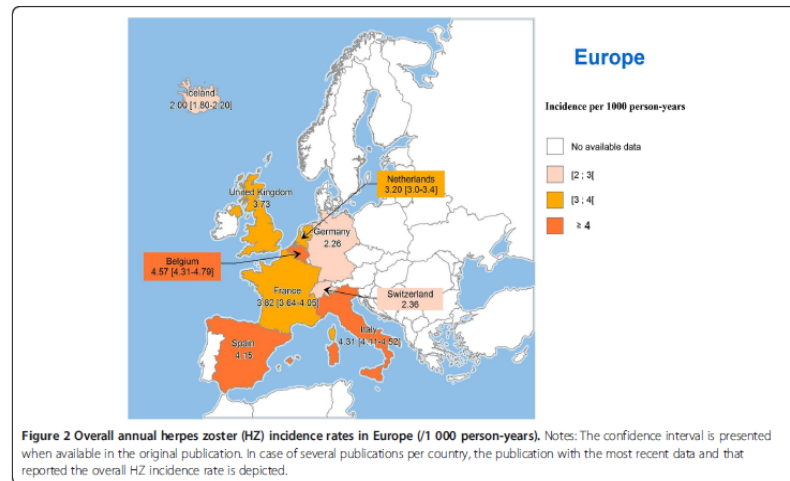 Europe
Incidence per 1000 person-years
No available data
[2 ; 3[
[3 ; 4[
≥ 4
Iceland
2.00 [1.80-2.20]
United Kingdom
3.73
Netherlands
3.20 [3.0-3.4]
Germany
2.26
Belgium
4.57 [4.31-4.79]
France
3.82 [3.64-4.05]
Switzerland
2.36
Spain
4.15
Italy
4.31 [4.11-4.52]
Figure 2 Overall annual herpes zoster (HZ) incidence rates in Europe (/1 000 person-years). Notes: The confidence interval is presented
when available in the original publication. In case of several publications per country, the publication with the most recent data and that
reported the overall HZ incidence rate is depicted.